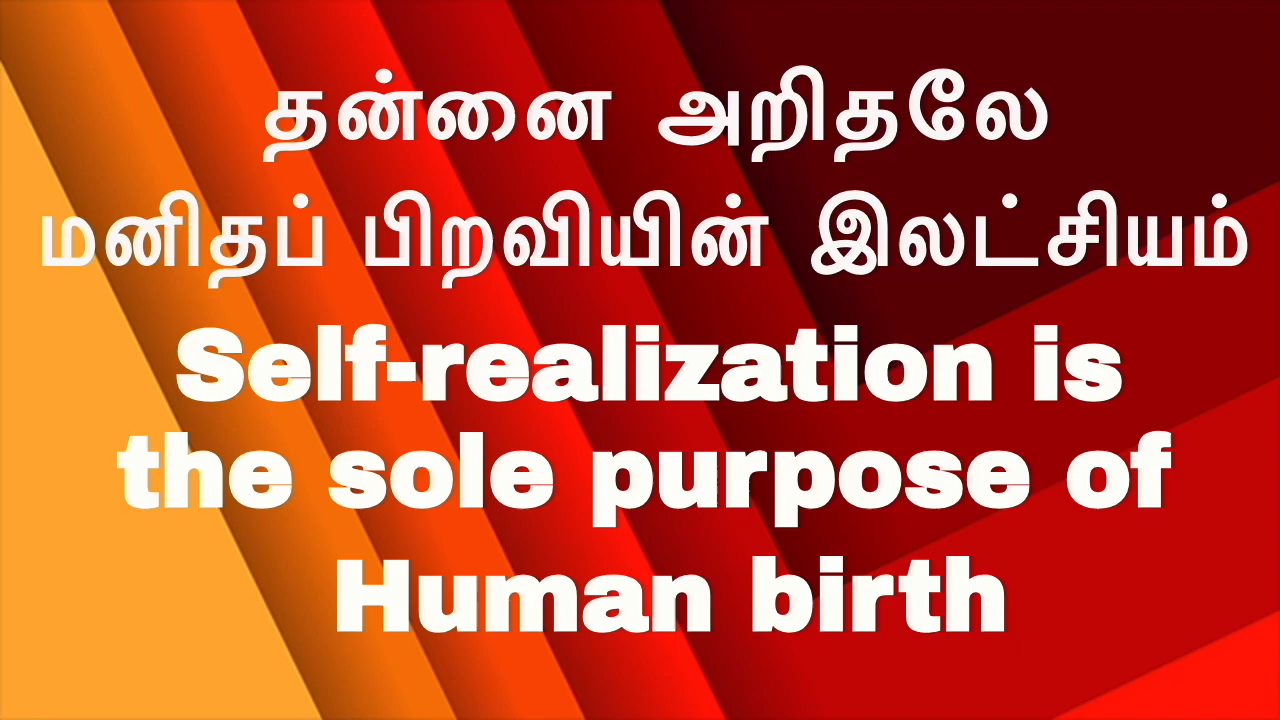 தன்னை அறிதலே
மனிதப் பிறவியின் இலட்சியம்
Self-realization is
the sole purpose of
Human birth